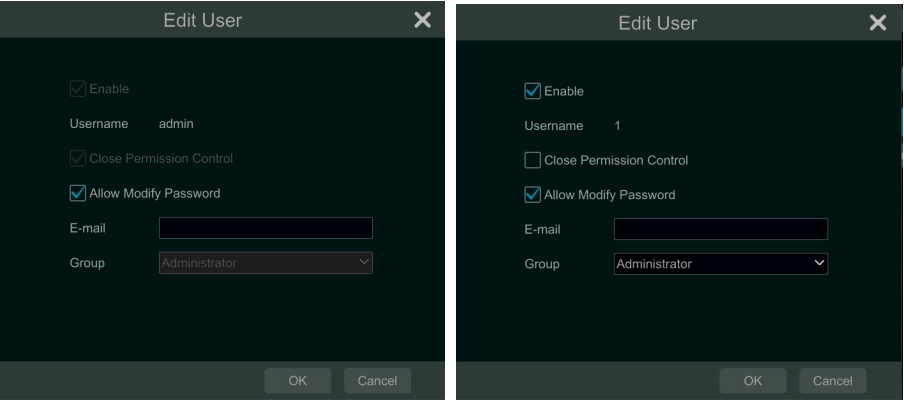 Edit User
Enable
Username admin
Close Permission Control
Allow Modify Password
E-mail
Group Administrator
OK Cancel
Edit User
Enable
Username 1
Close Permission Control
Allow Modify Password
E-mail
Group Administrator
OK Cancel